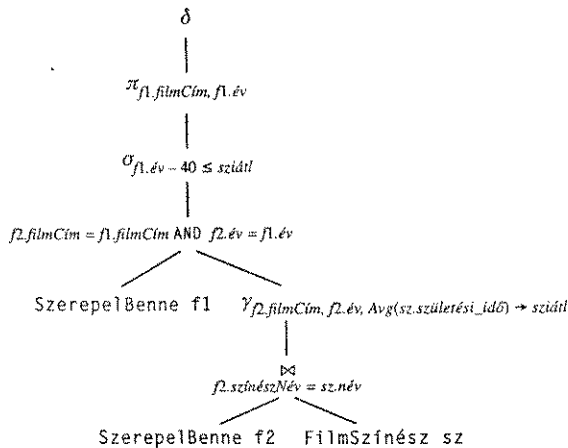 δ
π f1.filmCím, f1.év
σ f1.év – 40 ≤ sziátl
f2.filmCím = f1.filmCím AND f2.év = f1.év
SzerepelBenne f1 γ f2.filmCím, f2.év, Avg(sz.születési_idő) → sziátl
⋈
f2.színészNév = sz.név
SzerepelBenne f2 FilmSzínész sz